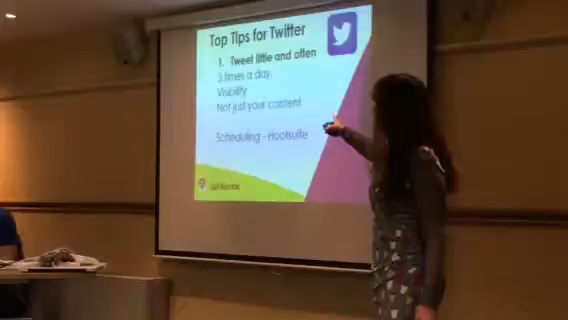 Top Tips for Twitter
1. Tweet little and often
3 times a day
Visibility
Not just your content
Scheduling - Hootsuite